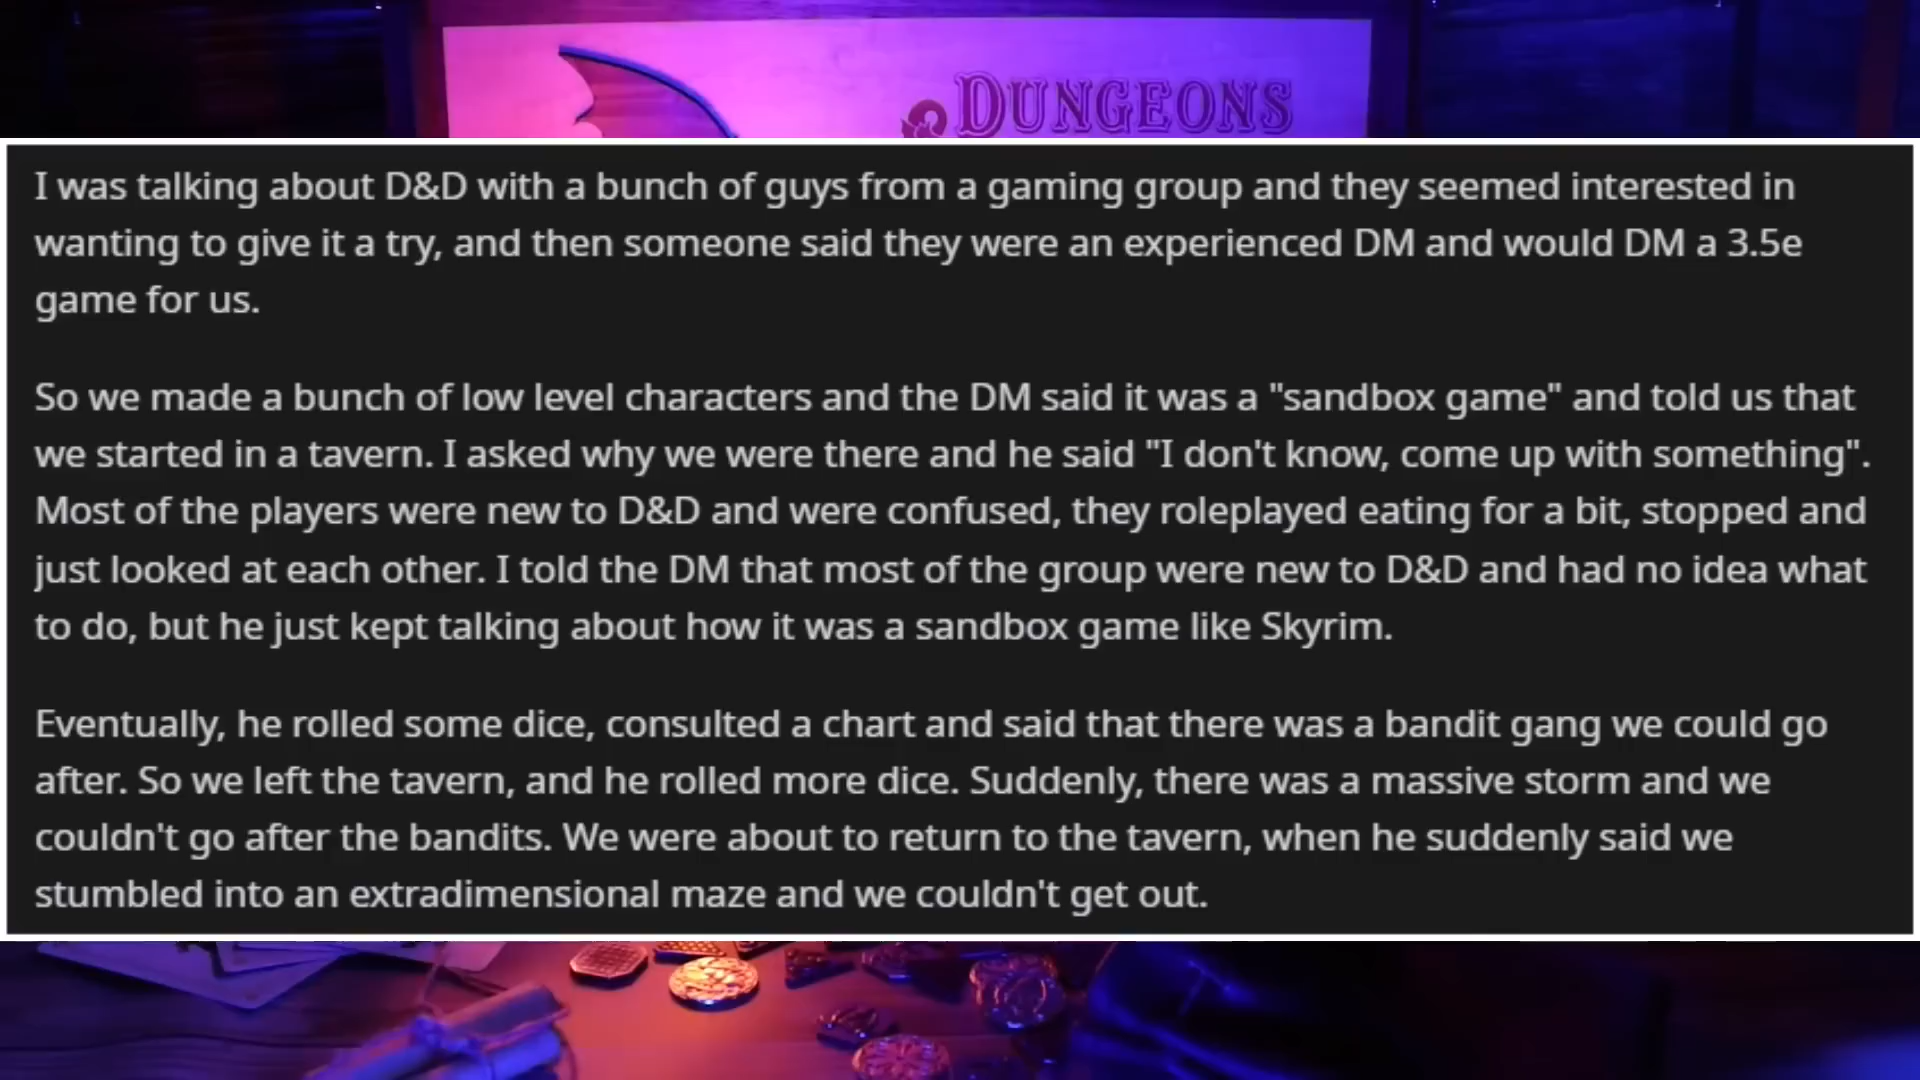 DUNGEONS
I was talking about D&D with a bunch of guys from a gaming group and they seemed interested in
wanting to give it a try, and then someone said they were an experienced DM and would DM a 3.5e
game for us.
So we made a bunch of low level characters and the DM said it was a "sandbox game" and told us that
we started in a tavern. I asked why we were there and he said "I don't know, come up with something".
Most of the players were new to D&D and were confused, they roleplayed eating for a bit, stopped and
just looked at each other. I told the DM that most of the group were new to D&D and had no idea what
to do, but he just kept talking about how it was a sandbox game like Skyrim.
Eventually, he rolled some dice, consulted a chart and said that there was a bandit gang we could go
after. So we left the tavern, and he rolled more dice. Suddenly, there was a massive storm and we
couldn't go after the bandits. We were about to return to the tavern, when he suddenly said we
stumbled into an extradimensional maze and we couldn't get out.